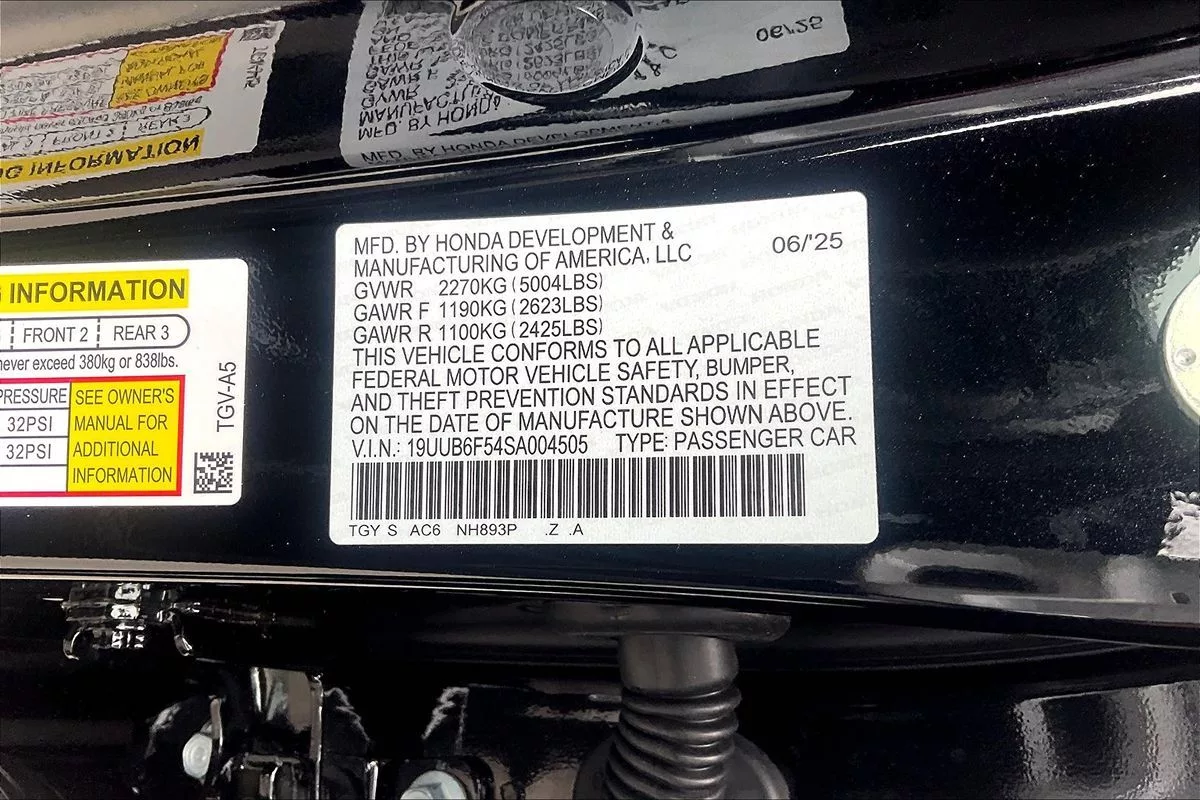 MFD. BY HONDA DEVELOPMENT &
MANUFACTURING OF AMERICA, LLC
06/'25
GVWR 2270KG (5004LBS)
GAWR F 1190KG (2623LBS)
GAWR R 1100KG (2425LBS)
THIS VEHICLE CONFORMS TO ALL APPLICABLE
FEDERAL MOTOR VEHICLE SAFETY, BUMPER,
AND THEFT PREVENTION STANDARDS IN EFFECT
ON THE DATE OF MANUFACTURE SHOWN ABOVE.
V.I.N.: 19UUB6F54SA004505 TYPE: PASSENGER CAR
TGY S AC6 NH893P .Z .A
INFORMATION
FRONT 2 REAR 3
never exceed 380kg or 838lbs.
PRESSURE SEE OWNER'S
32PSI MANUAL FOR
32PSI ADDITIONAL
INFORMATION
TGV-A5